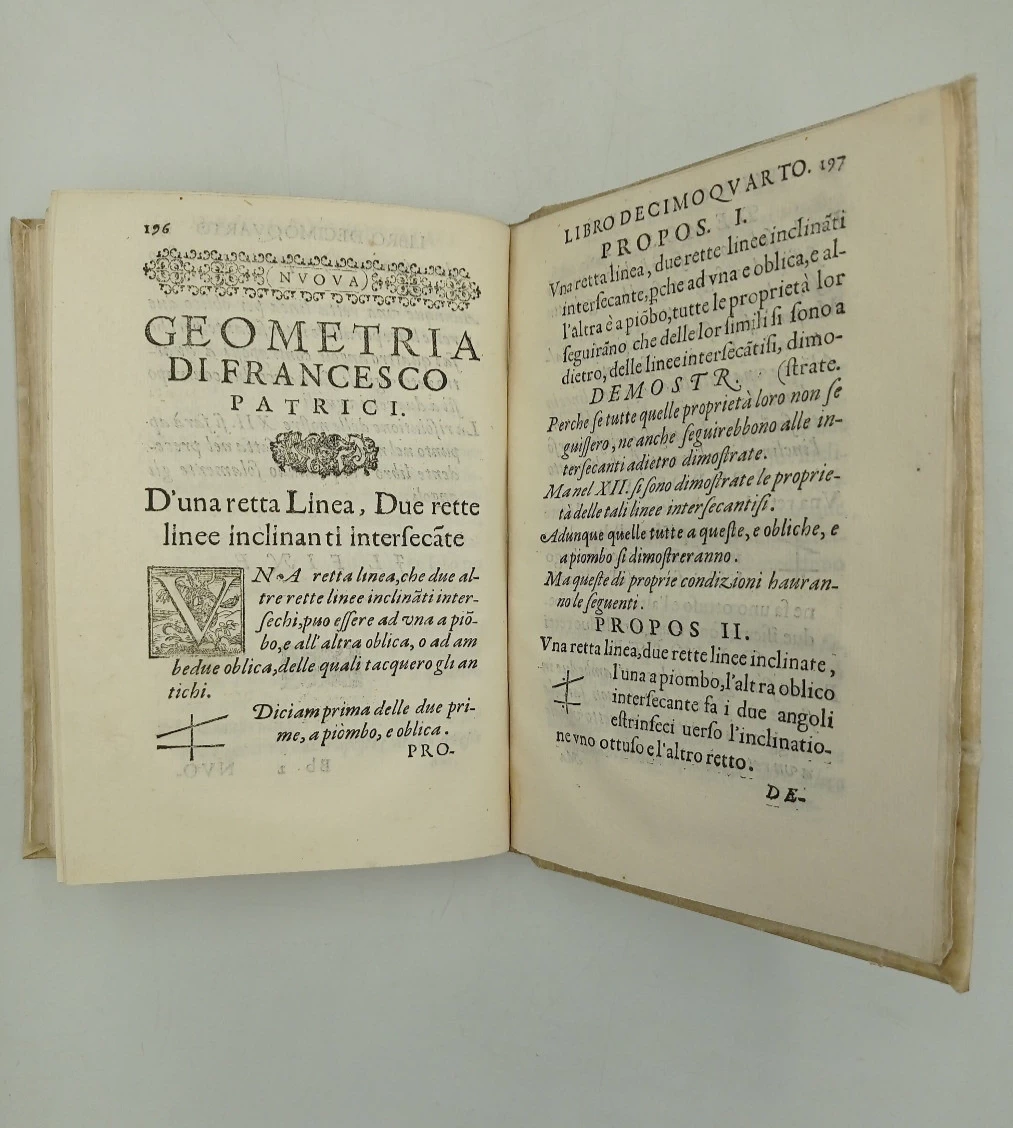 196
(NVOVA)
GEOMETRIA
DI FRANCESCO
PATRICI.
D'una retta Linea, Due rette
linee inclinanti interſecãte
VNA retta linea, che due al-
tre rette linee inclinãti inter-
ſechi, puo eſſere ad vna a piõ-
bo, e all'altra oblica, o ad am
bedue oblica, delle quali tacquero gli an
tichi.
Diciam prima delle due pri-
me, a piombo, e oblica.
PRO-
LIBRO DECIMOQVARTO. 197
PROPOS. I.
Vna retta linea, due rette linee inclinãti
interſecante, ꝑche ad vna e oblica, e al-
l'altra è a piõbo, tutte le proprietà lor
ſeguirãno che delle lor ſimili ſi ſono a
dietro, delle linee interſecãtiſi, dimo-
DEMOSTR. (ſtrate.
Perche ſe tutte quelle proprietà loro non ſe
guiſſero, ne anche ſeguirebbono alle in-
terſecanti adietro dimoſtrate.
Ma nel XII. ſi ſono dimoſtrate le proprie-
tà delle tali linee interſecantiſi.
Adunque quelle tutte a queſte, e obliche, e
a piombo ſi dimoſtreranno.
Ma queſte di proprie condizioni hauran-
no le ſeguenti.
PROPOS II.
Vna retta linea, due rette linee inclinate,
l'una a piombo, l'altra oblico
interſecante fa i due angoli
eſtrinſeci uerſo l'inclinatio-
ne vno ottuſo e l'altro retto.
DE-